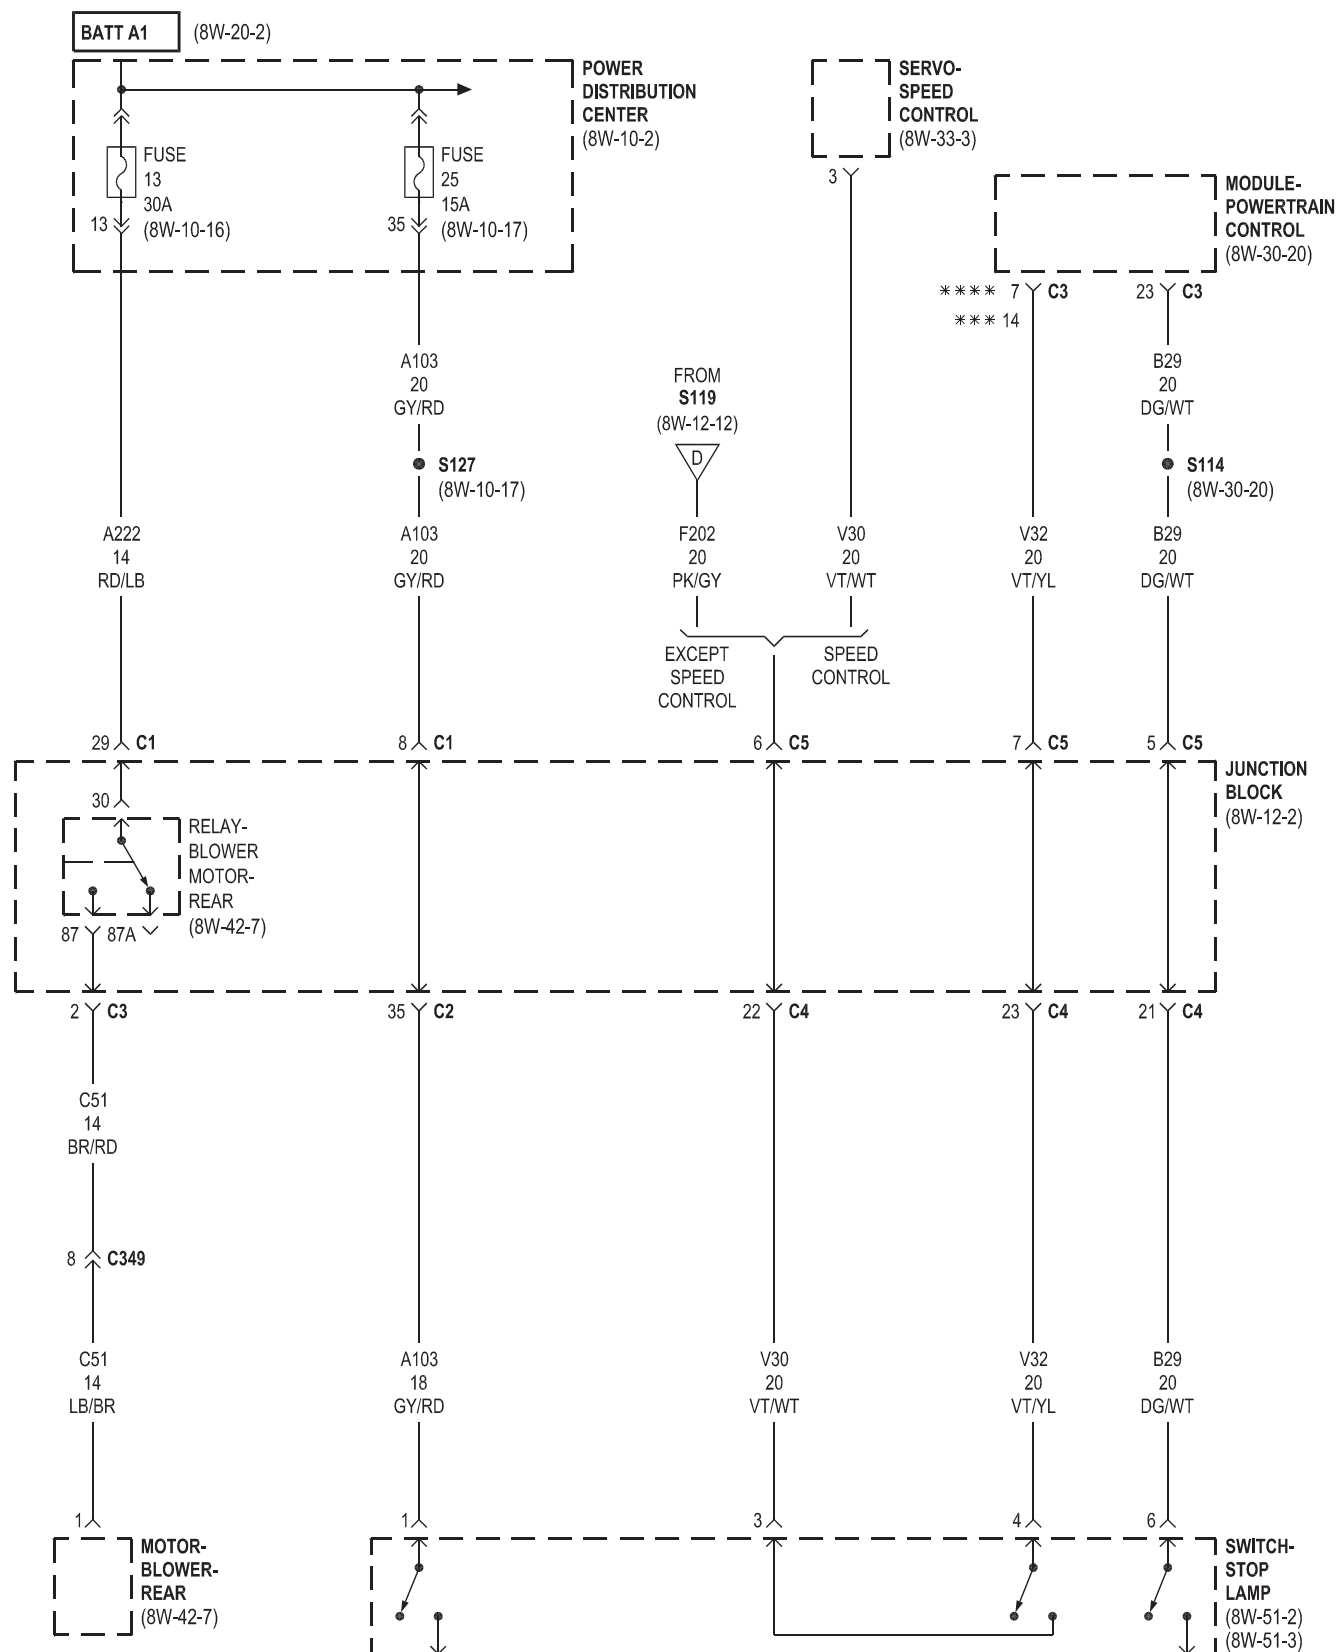 BATT A1 (8W-20-2)
POWER
DISTRIBUTION
CENTER
(8W-10-2)
SERVO-
SPEED
CONTROL
(8W-33-3)
FUSE
13
30A
(8W-10-16)
13
FUSE
25
15A
(8W-10-17)
35
3
MODULE-
POWERTRAIN
CONTROL
(8W-30-20)
**** 7 C3
*** 14
23 C3
A103
20
GY/RD
FROM
S119
(8W-12-12)
D
B29
20
DG/WT
S127
(8W-10-17)
S114
(8W-30-20)
A222
14
RD/LB
A103
20
GY/RD
F202
20
PK/GY
V30
20
VT/WT
V32
20
VT/YL
B29
20
DG/WT
EXCEPT
SPEED
CONTROL
SPEED
CONTROL
29 C1
8 C1
6 C5
7 C5
5 C5
JUNCTION
BLOCK
(8W-12-2)
30
RELAY-
BLOWER
MOTOR-
REAR
(8W-42-7)
87 87A
2 C3
35 C2
22 C4
23 C4
21 C4
C51
14
BR/RD
8 C349
C51
14
LB/BR
A103
18
GY/RD
V30
20
VT/WT
V32
20
VT/YL
B29
20
DG/WT
1
1
3
4
6
MOTOR-
BLOWER-
REAR
(8W-42-7)
SWITCH-
STOP
LAMP
(8W-51-2)
(8W-51-3)